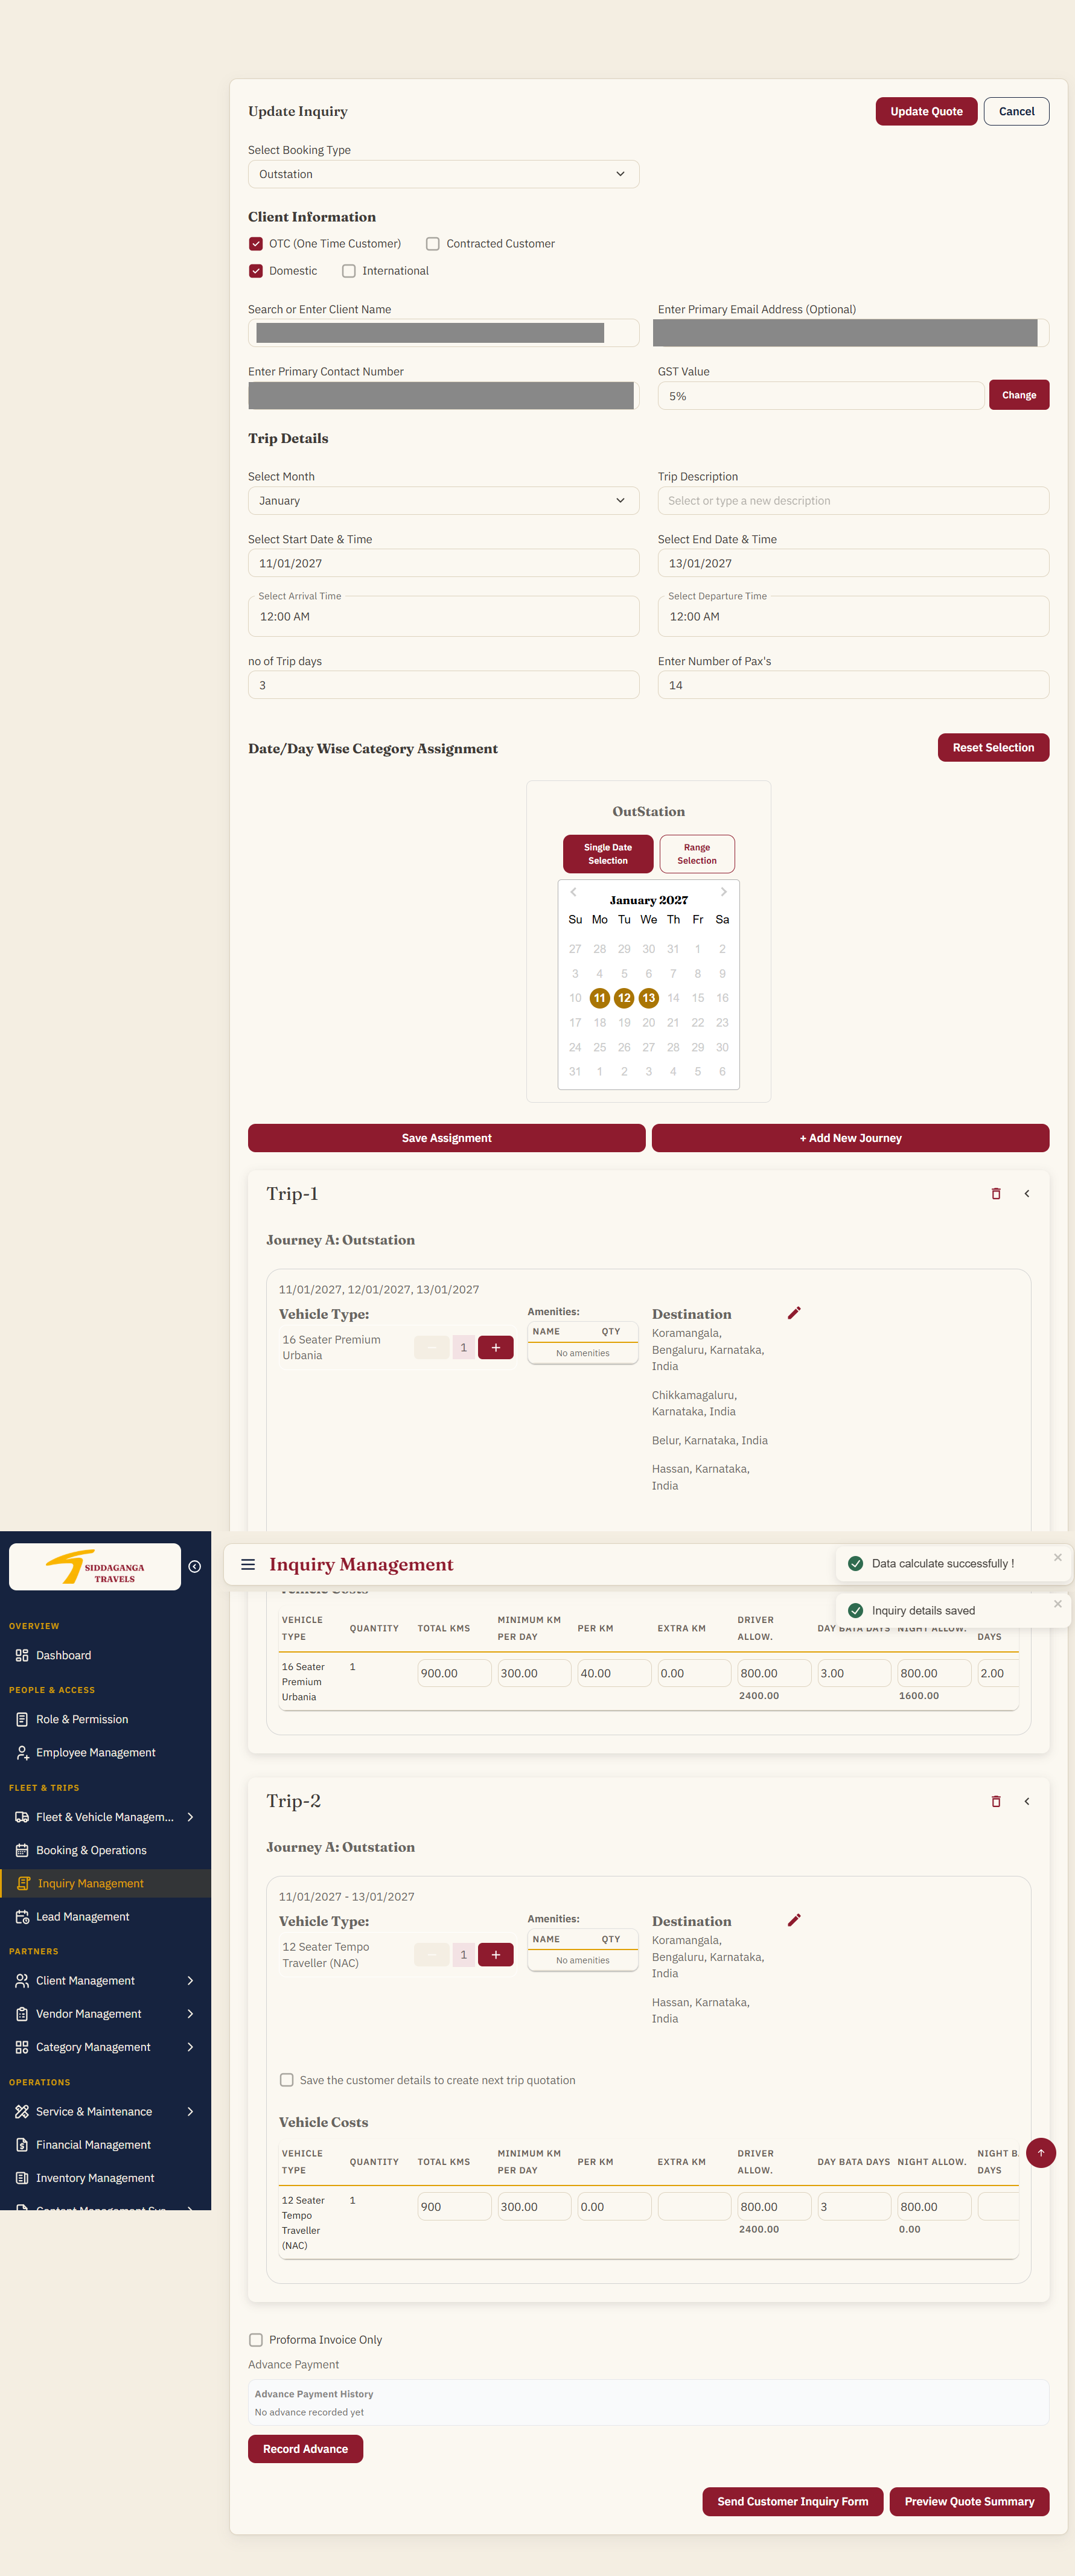 Update Inquiry
Update Quote
Cancel
Select Booking Type
Outstation
Client Information
OTC (One Time Customer)
Contracted Customer
Domestic
International
Search or Enter Client Name
Enter Primary Email Address (Optional)
Enter Primary Contact Number
GST Value
5%
Change
Trip Details
Select Month
Trip Description
January
Select or type a new description
Select Start Date & Time
Select End Date & Time
11/01/2027
13/01/2027
Select Arrival Time
Select Departure Time
12:00 AM
12:00 AM
no of Trip days
Enter Number of Pax's
3
14
Date/Day Wise Category Assignment
Reset Selection
OutStation
Single Date
Selection
Range
Selection
January 2027
Su Mo Tu We Th Fr Sa
27 28 29 30 31 1 2
3 4 5 6 7 8 9
10 11 12 13 14 15 16
17 18 19 20 21 22 23
24 25 26 27 28 29 30
31 1 2 3 4 5 6
Save Assignment
+ Add New Journey
Trip-1
Journey A: Outstation
11/01/2027, 12/01/2027, 13/01/2027
Vehicle Type:
16 Seater Premium
Urbania
1
Amenities:
NAME QTY
No amenities
Destination
Koramangala,
Bengaluru, Karnataka,
India
Chikkamagaluru,
Karnataka, India
Belur, Karnataka, India
Hassan, Karnataka,
India
SIDDAGANGA
TRAVELS
OVERVIEW
Dashboard
PEOPLE & ACCESS
Role & Permission
Employee Management
FLEET & TRIPS
Fleet & Vehicle Managem...
Booking & Operations
Inquiry Management
Lead Management
PARTNERS
Client Management
Vendor Management
Category Management
OPERATIONS
Service & Maintenance
Financial Management
Inventory Management
Inquiry Management
Data calculate successfully !
Inquiry details saved
Vehicle Costs
VEHICLE
TYPE
QUANTITY
TOTAL KMS
MINIMUM KM
PER DAY
PER KM
EXTRA KM
DRIVER
ALLOW.
DAY BATA DAYS
NIGHT ALLOW.
DAYS
16 Seater
Premium
Urbania
1
900.00
300.00
40.00
0.00
800.00
2400.00
3.00
800.00
1600.00
2.00
Trip-2
Journey A: Outstation
11/01/2027 - 13/01/2027
Vehicle Type:
12 Seater Tempo
Traveller (NAC)
1
Amenities:
NAME QTY
No amenities
Destination
Koramangala,
Bengaluru, Karnataka,
India
Hassan, Karnataka,
India
Save the customer details to create next trip quotation
Vehicle Costs
VEHICLE
TYPE
QUANTITY
TOTAL KMS
MINIMUM KM
PER DAY
PER KM
EXTRA KM
DRIVER
ALLOW.
DAY BATA DAYS
NIGHT ALLOW.
NIGHT B
DAYS
12 Seater
Tempo
Traveller
(NAC)
1
900
300.00
0.00
800.00
2400.00
3
800.00
0.00
Proforma Invoice Only
Advance Payment
Advance Payment History
No advance recorded yet
Record Advance
Send Customer Inquiry Form
Preview Quote Summary